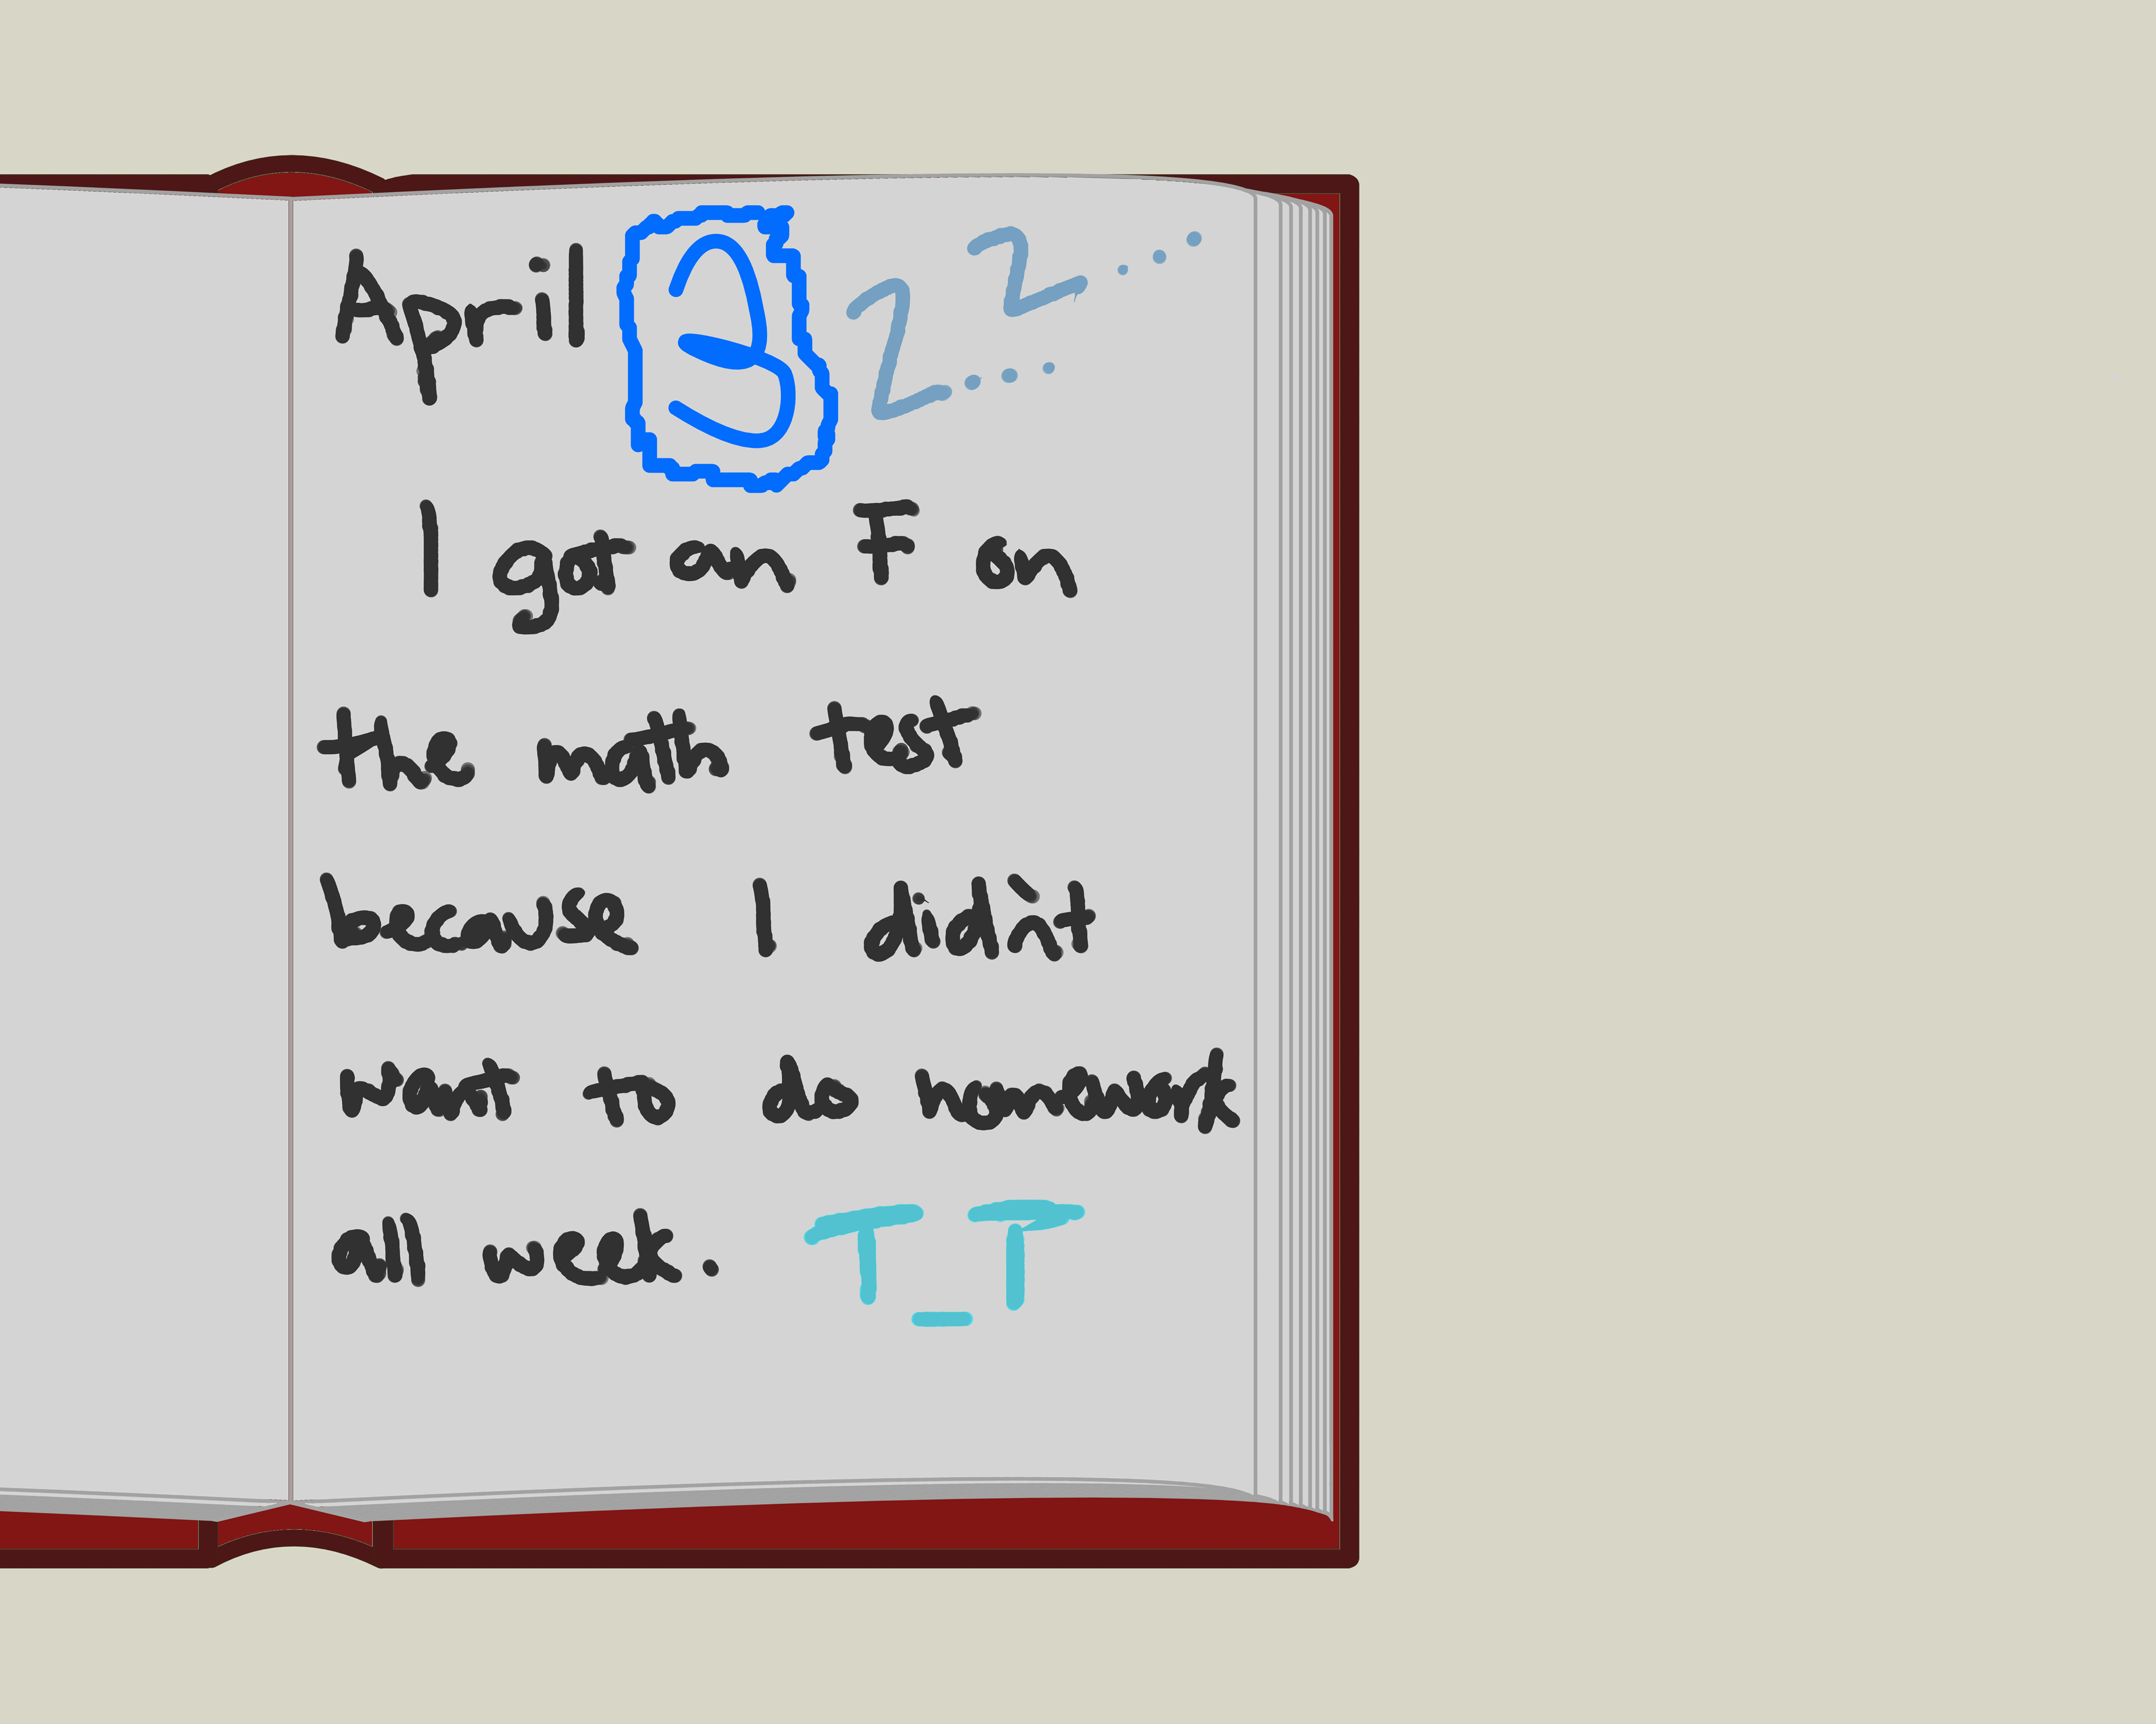 April 3 Z... Z...
I got an F on
the math test
because I didn't
want to do homework
all week. T_T